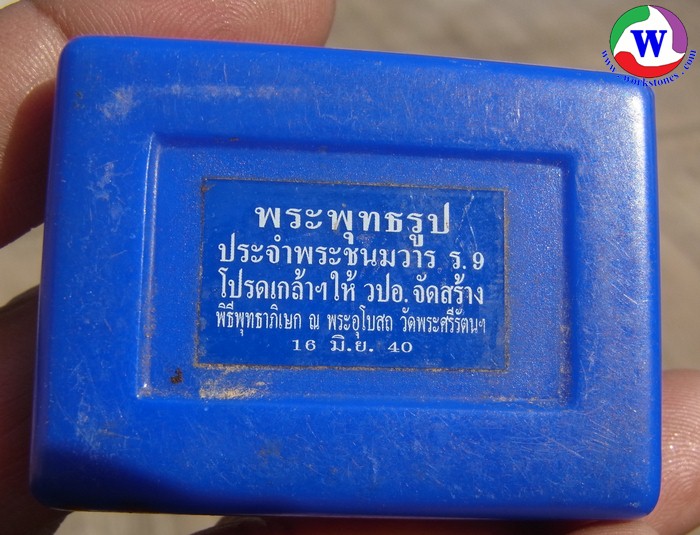 W
www.workstones.com
พระพุทธรูป
ประจำพระชนมวาร ร.9
โปรดเกล้าฯให้ วปอ.จัดสร้าง
พิธีพุทธาภิเษก ณ พระอุโบสถ วัดพระศรีรัตนฯ
16 มิ.ย. 40